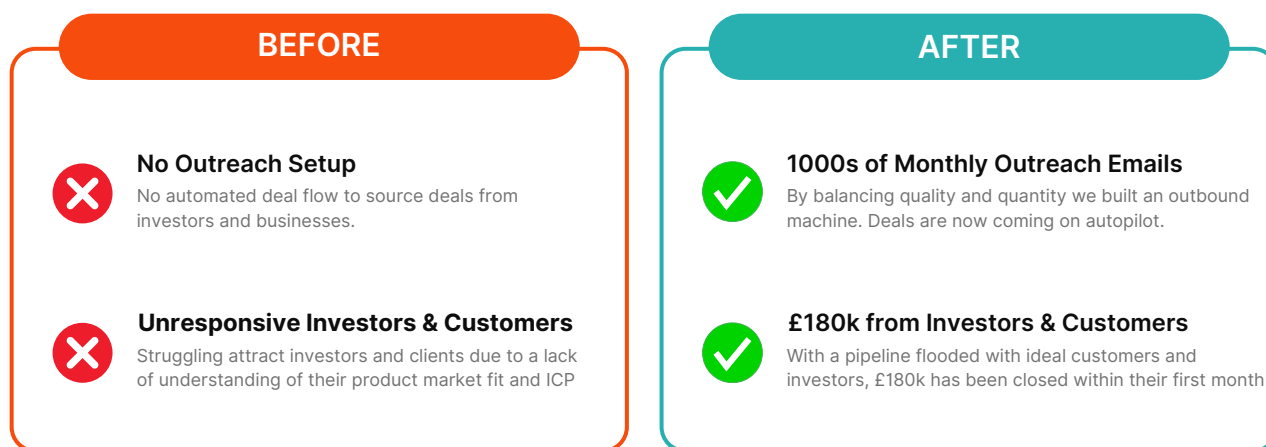 BEFORE
No Outreach Setup
No automated deal flow to source deals from
investors and businesses.
Unresponsive Investors & Customers
Struggling attract investors and clients due to a lack
of understanding of their product market fit and ICP
AFTER
1000s of Monthly Outreach Emails
By balancing quality and quantity we built an outbound
machine. Deals are now coming on autopilot.
£180k from Investors & Customers
With a pipeline flooded with ideal customers and
investors, £180k has been closed within their first month